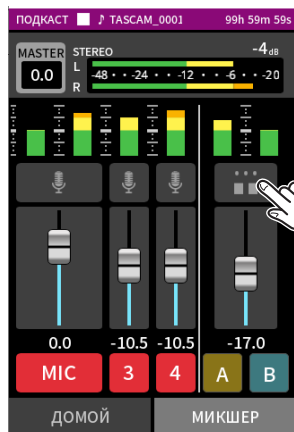 ПОДКАСТ ♪ TASCAM_0001 99h 59m 59s
MASTER STEREO -4dB
0.0 L -48 · · -24 · · -12 · · -6 · · -20
R
0.0 -10.5 -10.5 -17.0
MIC 3 4 A B
ДОМОЙ МИКШЕР